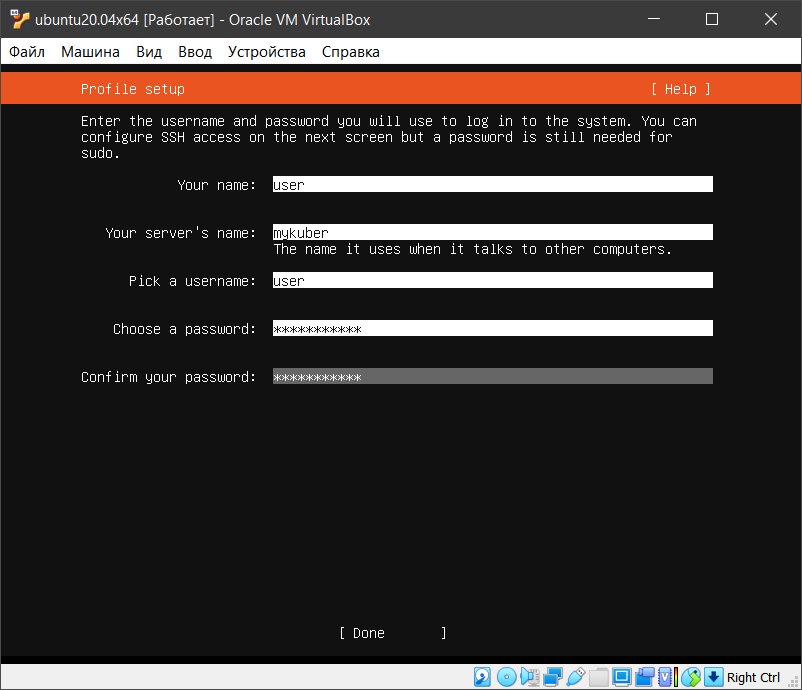 ubuntu20.04x64 [Работает] - Oracle VM VirtualBox
Файл Машина Вид Ввод Устройства Справка
Profile setup [ Help ]
Enter the username and password you will use to log in to the system. You can
configure SSH access on the next screen but a password is still needed for
sudo.
Your name: user
Your server's name: mykuber
The name it uses when it talks to other computers.
Pick a username: user
Choose a password: ***********
Confirm your password: ***********
[ Done ]
Right Ctrl